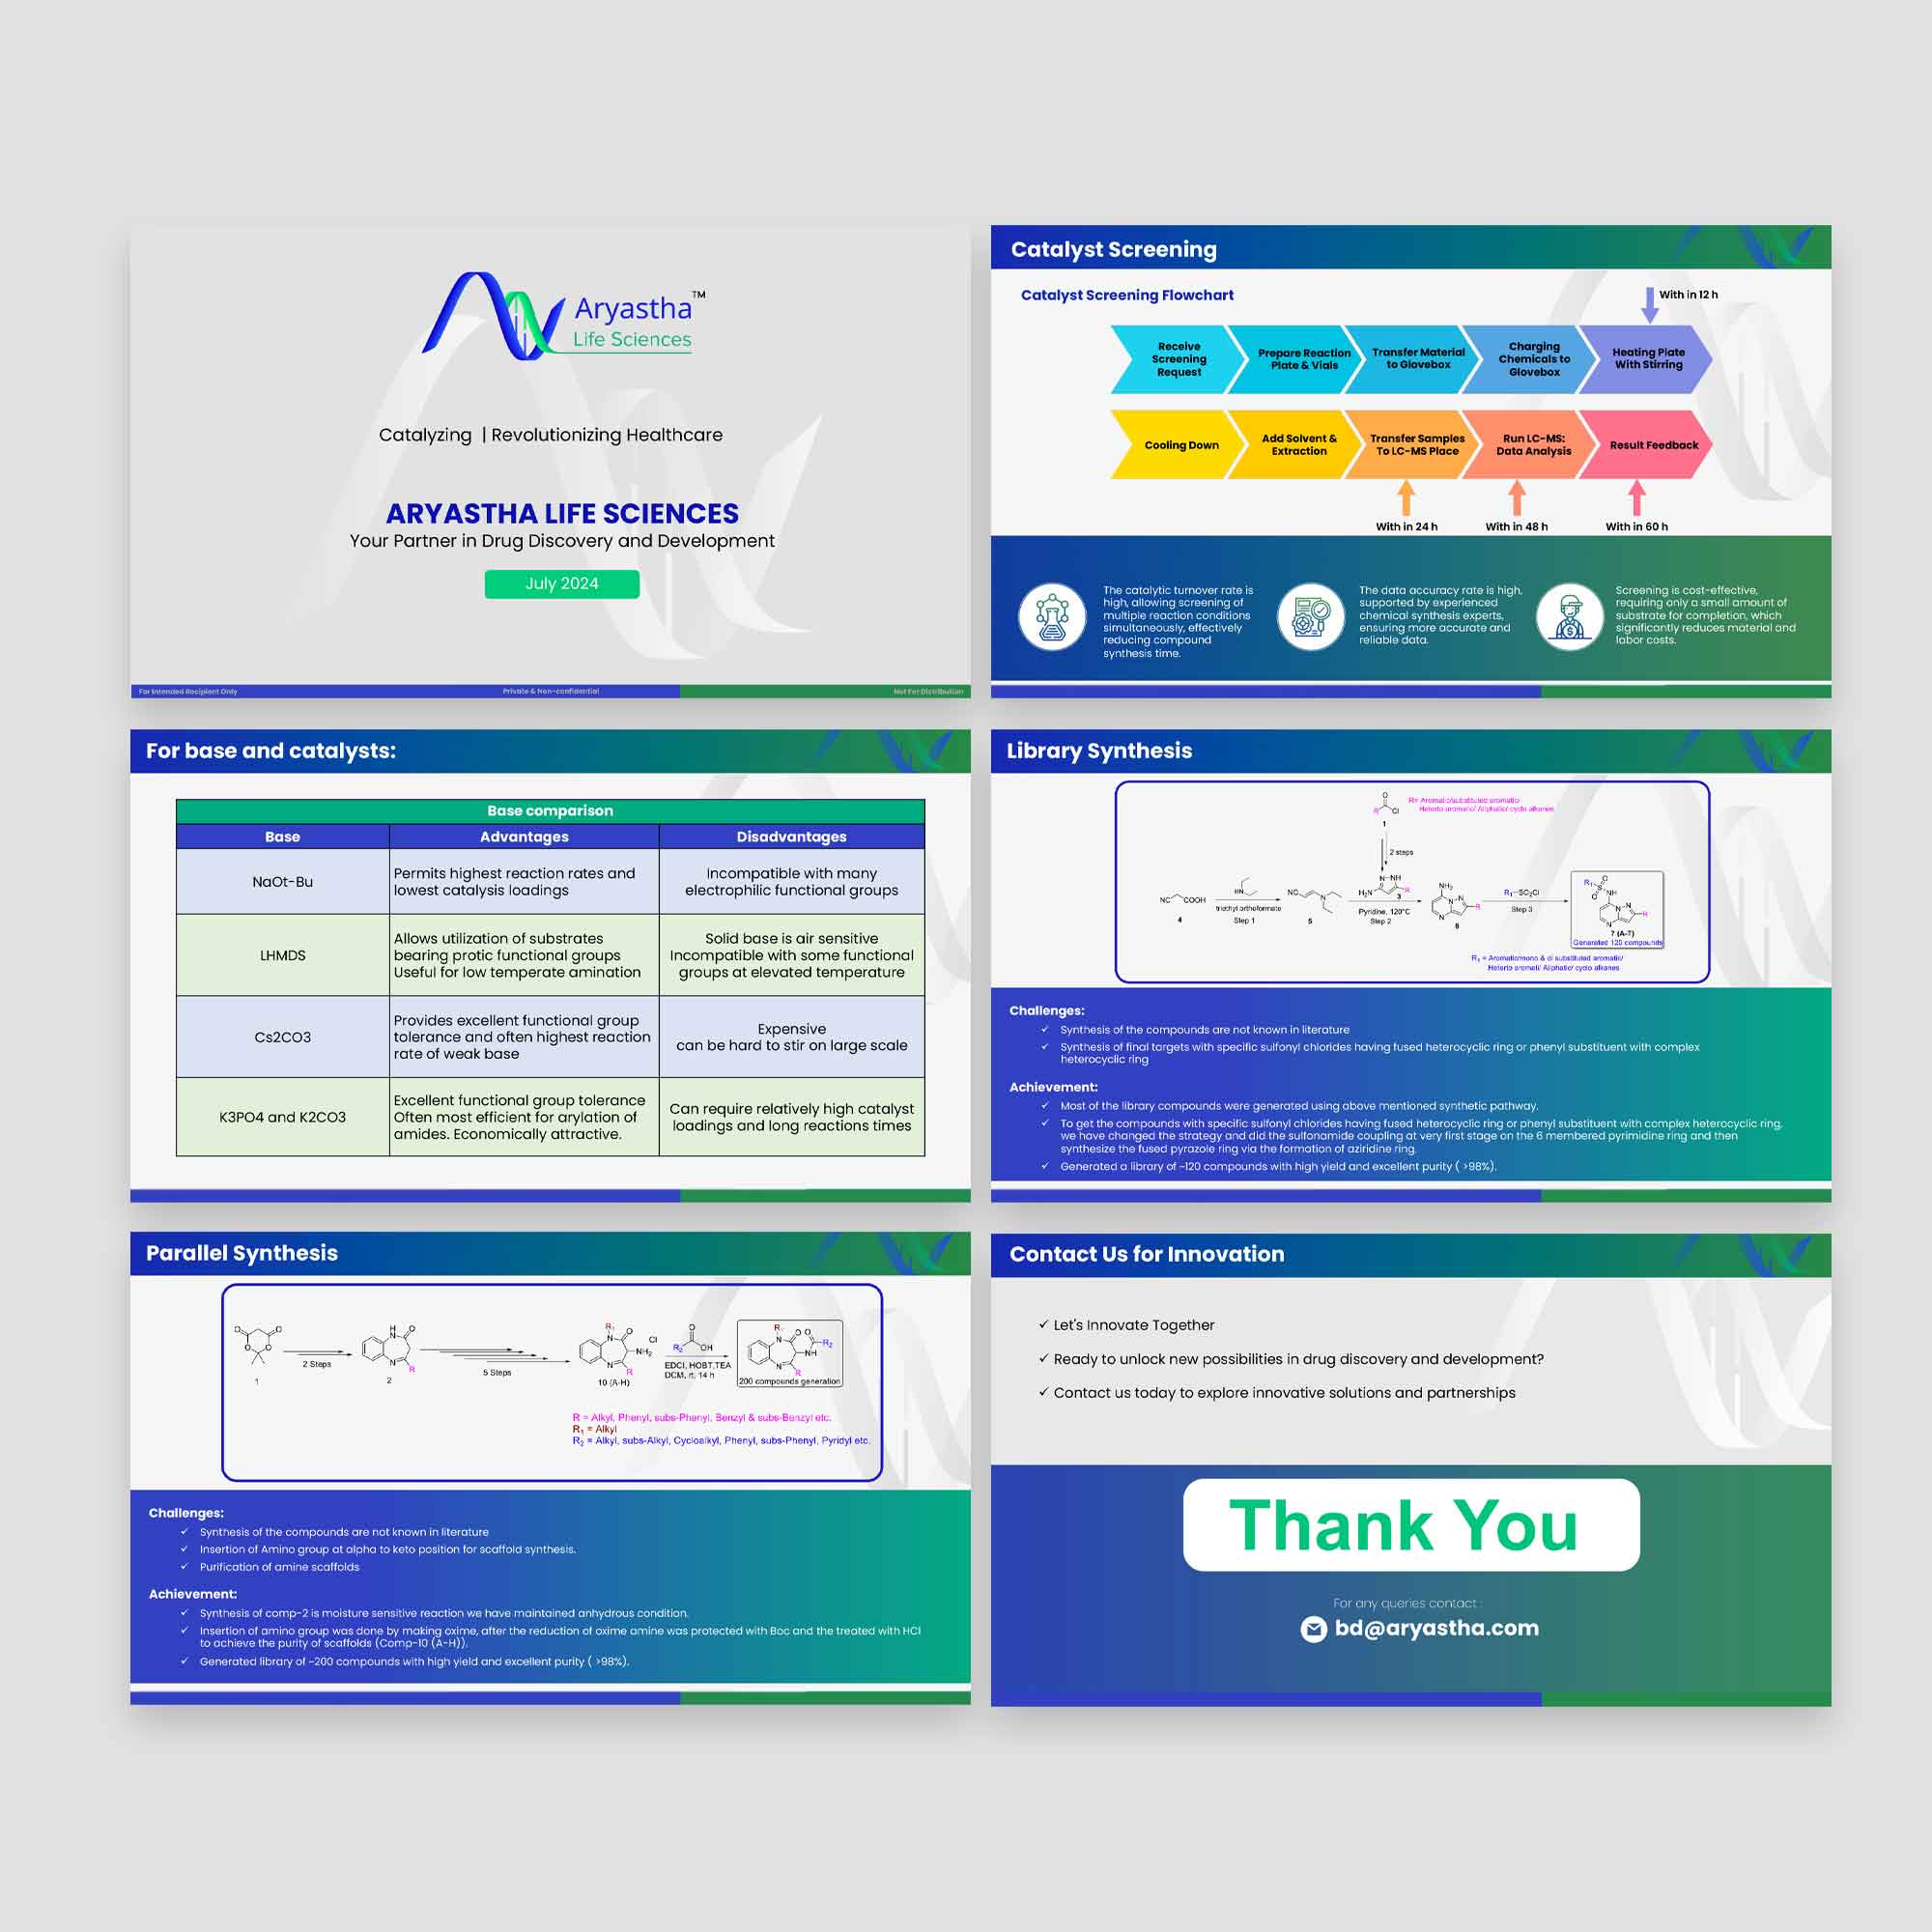 Aryastha™
Life Sciences
Catalyzing | Revolutionizing Healthcare
ARYASTHA LIFE SCIENCES
Your Partner in Drug Discovery and Development
July 2024
For Intended Recipient Only
Private & Non-confidential
Not For Distribution
Catalyst Screening
Catalyst Screening Flowchart
With in 12 h
Receive
Screening
Request
Prepare Reaction
Plate & Vials
Transfer Material
to Glovebox
Charging
Chemicals to
Glovebox
Heating Plate
With Stirring
Cooling Down
Add Solvent &
Extraction
Transfer Samples
To LC-MS Place
Run LC-MS:
Data Analysis
Result Feedback
With in 24 h
With in 48 h
With in 60 h
The catalytic turnover rate is
high, allowing screening of
multiple reaction conditions
simultaneously, effectively
reducing compound
synthesis time.
The data accuracy rate is high,
supported by experienced
chemical synthesis experts,
ensuring more accurate and
reliable data.
Screening is cost-effective,
requiring only a small amount of
substrate for completion, which
significantly reduces material and
labor costs.
For base and catalysts:
Base comparison
Base
Advantages
Disadvantages
NaOt-Bu
Permits highest reaction rates and
lowest catalysis loadings
Incompatible with many
electrophilic functional groups
LHMDS
Allows utilization of substrates
bearing protic functional groups
Useful for low temperate amination
Solid base is air sensitive
Incompatible with some functional
groups at elevated temperature
Cs2CO3
Provides excellent functional group
tolerance and often highest reaction
rate of weak base
Expensive
can be hard to stir on large scale
K3PO4 and K2CO3
Excellent functional group tolerance
Often most efficient for arylation of
amides. Economically attractive.
Can require relatively high catalyst
loadings and long reactions times
Library Synthesis
O
R
Cl
1
R= Aromatic/substituted aromatic/
Heterto aromatic/ Aliphatic/ cyclo alkanes
2 steps
NC
COOH
4
HN
triethyl orthoformate
Step 1
NC
N
5
N-NH
H₂N
R
3
Pyridine, 120°C
Step 2
NH₂
N
N
N
R
6
R₁-SO₂Cl
Step 3
R₁
S
O
O
NH
N
N
N
R
7 (A-T)
Generated 120 compounds
R₁ = Aromatic/mono & di substituted aromatic/
Heterto aromati/ Aliphatic/ cyclo alkanes
Challenges:
✓ Synthesis of the compounds are not known in literature
✓ Synthesis of final targets with specific sulfonyl chlorides having fused heterocyclic ring or phenyl substituent with complex
heterocyclic ring
Achievement:
✓ Most of the library compounds were generated using above mentioned synthetic pathway.
✓ To get the compounds with specific sulfonyl chlorides having fused heterocyclic ring or phenyl substituent with complex heterocyclic ring,
we have changed the strategy and did the sulfonamide coupling at very first stage on the 6 membered pyrimidine ring and then
synthesize the fused pyrazole ring via the formation of aziridine ring.
✓ Generated a library of ~120 compounds with high yield and excellent purity ( >98%).
Parallel Synthesis
O
O
O
O
1
2 Steps
H
N
O
N
R
2
5 Steps
R₁
N
O
NH₂
Cl
N
R
10 (A-H)
O
R₂
OH
EDCI, HOBT,TEA
DCM, rt, 14 h
R₁
N
O
O
R₂
NH
N
R
200 compounds generation
R = Alkyl, Phenyl, subs-Phenyl, Benzyl & subs-Benzyl etc.
R₁ = Alkyl
R₂ = Alkyl, subs-Alkyl, Cycloalkyl, Phenyl, subs-Phenyl, Pyridyl etc.
Challenges:
✓ Synthesis of the compounds are not known in literature
✓ Insertion of Amino group at alpha to keto position for scaffold synthesis.
✓ Purification of amine scaffolds
Achievement:
✓ Synthesis of comp-2 is moisture sensitive reaction we have maintained anhydrous condition.
✓ Insertion of amino group was done by making oxime, after the reduction of oxime amine was protected with Boc and the treated with HCl
to achieve the purity of scaffolds (Comp-10 (A-H)).
✓ Generated library of ~200 compounds with high yield and excellent purity ( >98%).
Contact Us for Innovation
✓ Let's Innovate Together
✓ Ready to unlock new possibilities in drug discovery and development?
✓ Contact us today to explore innovative solutions and partnerships
Thank You
For any queries contact :
bd@aryastha.com